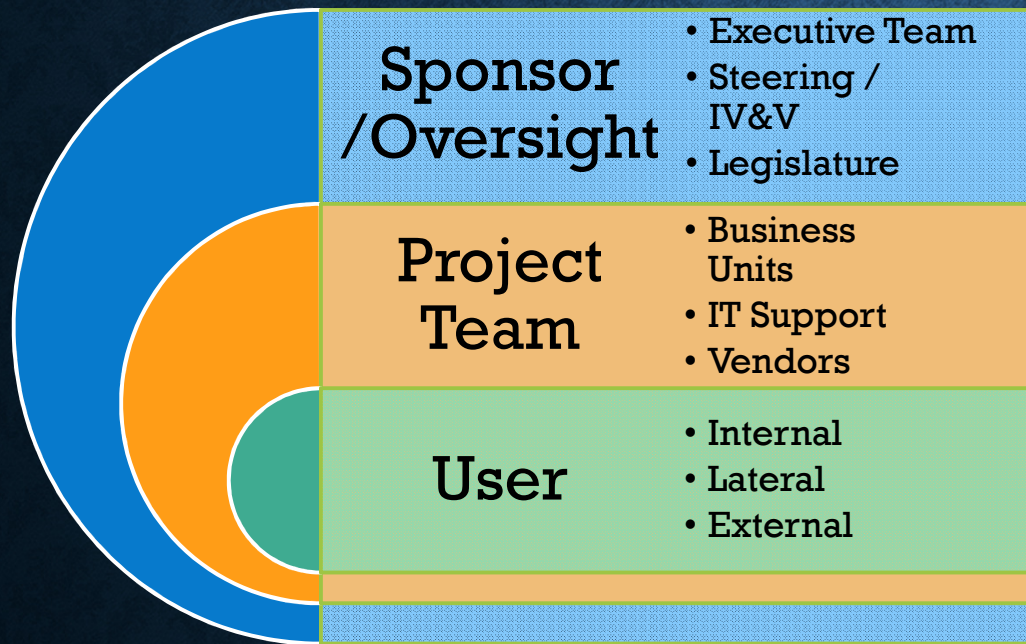 Sponsor
/Oversight
• Executive Team
• Steering /
IV&V
• Legislature
Project
Team
• Business
Units
• IT Support
• Vendors
User
• Internal
• Lateral
• External